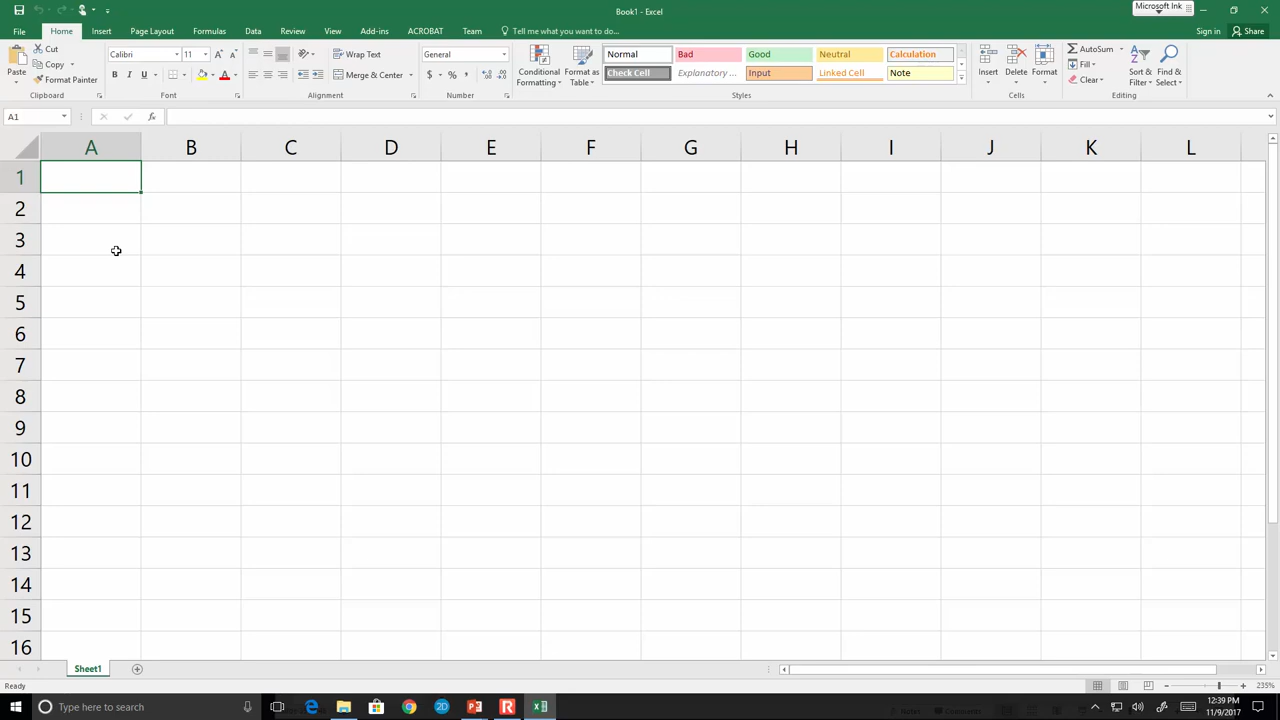 Book1 - Excel
Microsoft Ink
File Home Insert Page Layout Formulas Data Review View Add-ins ACROBAT Team Tell me what you want to do...
Sign in Share
Paste
Cut
Copy
Format Painter
Clipboard
Calibri 11
B I U
Font
Wrap Text
Merge & Center
Alignment
General
$ % ,
Number
Conditional Formatting
Format as Table
Normal Bad Good Neutral Calculation
Check Cell Explanatory ... Input Linked Cell Note
Styles
Insert Delete Format
Cells
AutoSum
Fill
Clear
Sort & Filter
Find & Select
Editing
A1 fx
A B C D E F G H I J K L
1
2
3
4
5
6
7
8
9
10
11
12
13
14
15
16
Sheet1
Ready
235%
Type here to search
12:39 PM
11/9/2017